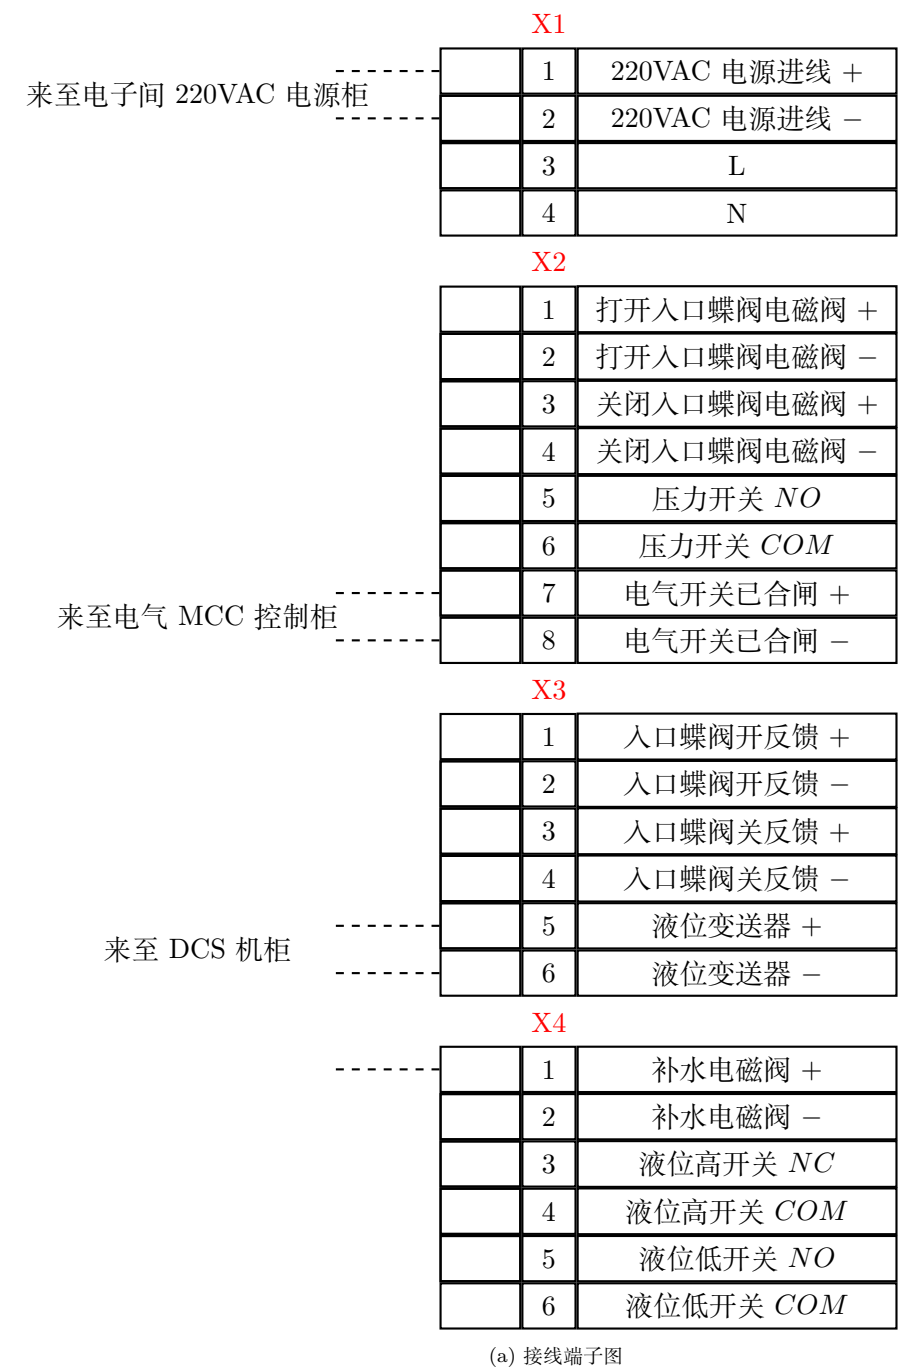 X1
来至电子间 220VAC 电源柜
1 220VAC 电源进线 +
2 220VAC 电源进线 −
3 L
4 N
X2
1 打开入口蝶阀电磁阀 +
2 打开入口蝶阀电磁阀 −
3 关闭入口蝶阀电磁阀 +
4 关闭入口蝶阀电磁阀 −
5 压力开关 NO
6 压力开关 COM
来至电气 MCC 控制柜
7 电气开关已合闸 +
8 电气开关已合闸 −
X3
1 入口蝶阀开反馈 +
2 入口蝶阀开反馈 −
3 入口蝶阀关反馈 +
4 入口蝶阀关反馈 −
来至 DCS 机柜
5 液位变送器 +
6 液位变送器 −
X4
1 补水电磁阀 +
2 补水电磁阀 −
3 液位高开关 NC
4 液位高开关 COM
5 液位低开关 NO
6 液位低开关 COM
(a) 接线端子图